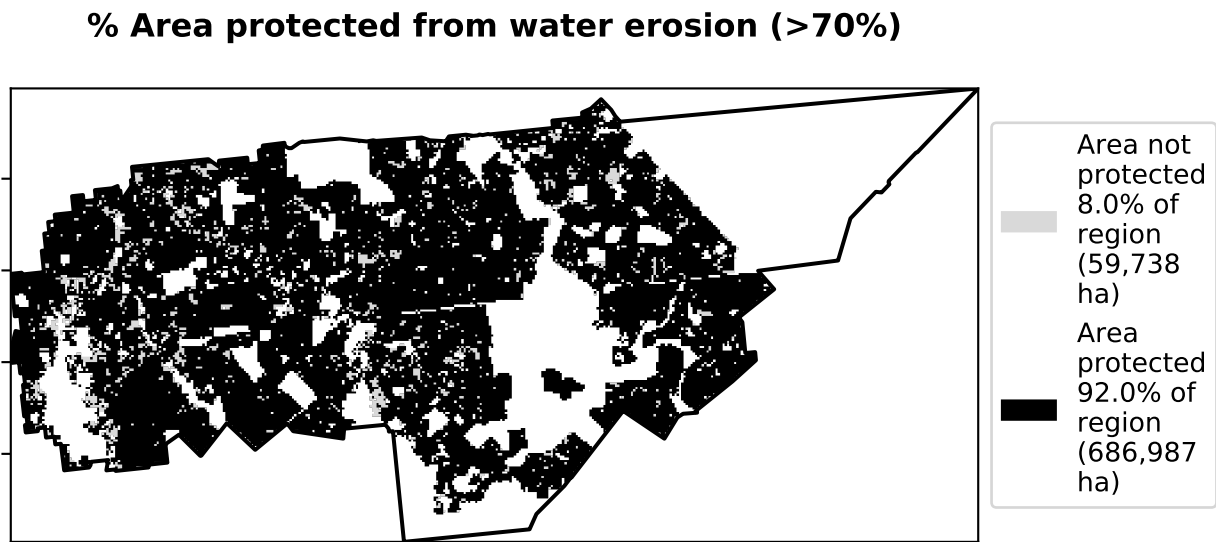 % Area protected from water erosion (>70%)
Area not
protected
8.0% of
region
(59,738
ha)
Area
protected
92.0% of
region
(686,987
ha)